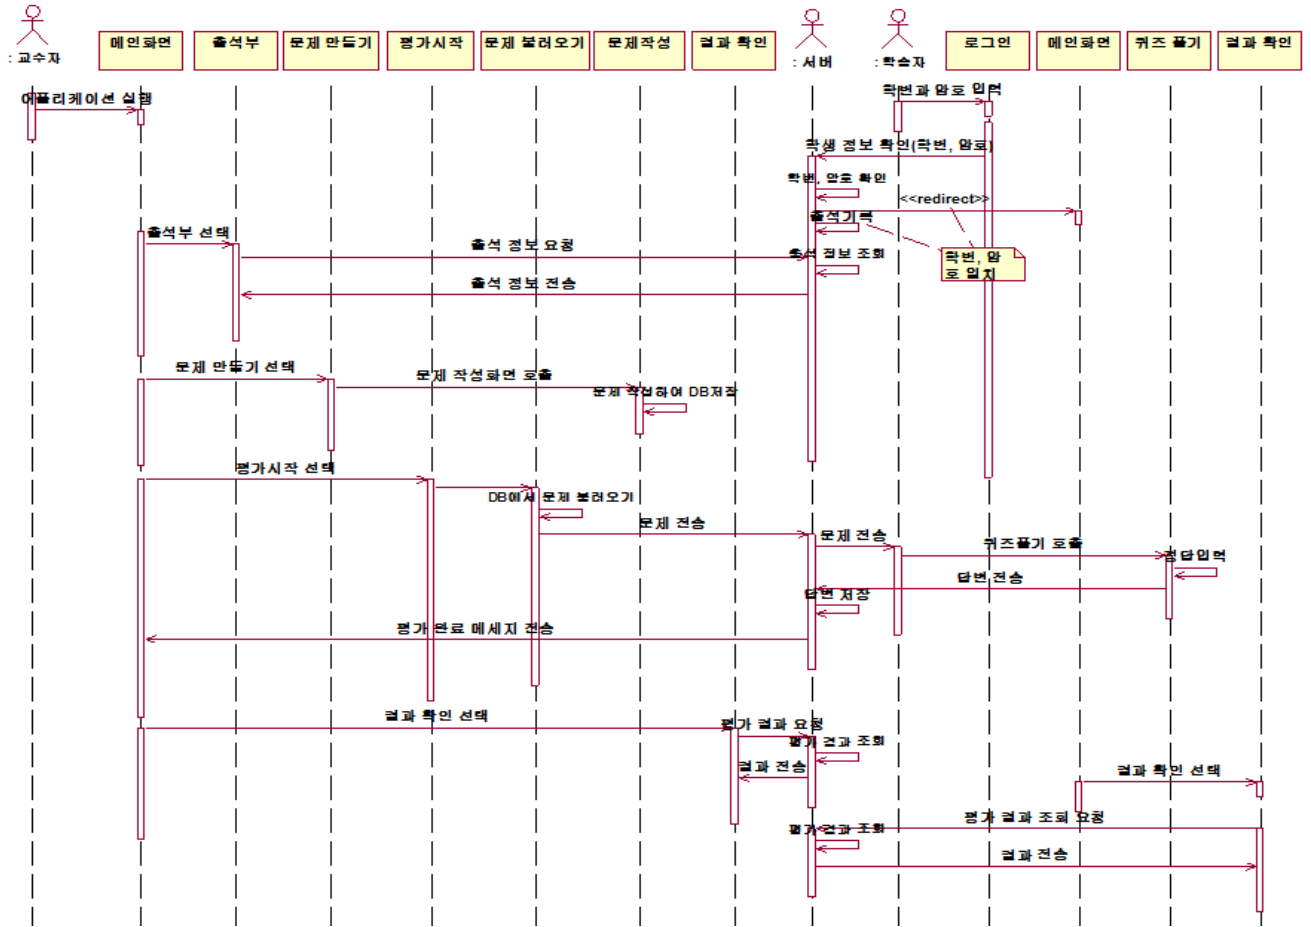 : 교수자
메인화면
출석부
문제 만들기
평가시작
문제 불러오기
문제작성
결과 확인
: 서버
: 학습자
로그인
메인화면
퀴즈 풀기
결과 확인
어플리케이션 실행
학번과 암호 입력
학생 정보 확인(학번, 암호)
학번, 암호 확인
<<redirect>>
출석기록
출석부 선택
출석 정보 요청
출석 정보 조회
학번, 암
호 일치
출석 정보 전송
문제 만들기 선택
문제 작성화면 호출
문제 작성하여 DB저장
평가시작 선택
DB에서 문제 불러오기
문제 전송
문제 전송
퀴즈풀기 호출
정답입력
답변 전송
답변 저장
평가 완료 메세지 전송
결과 확인 선택
평가 결과 요청
평가 결과 조회
결과 전송
결과 확인 선택
평가 결과 조회 요청
평가 결과 조회
결과 전송